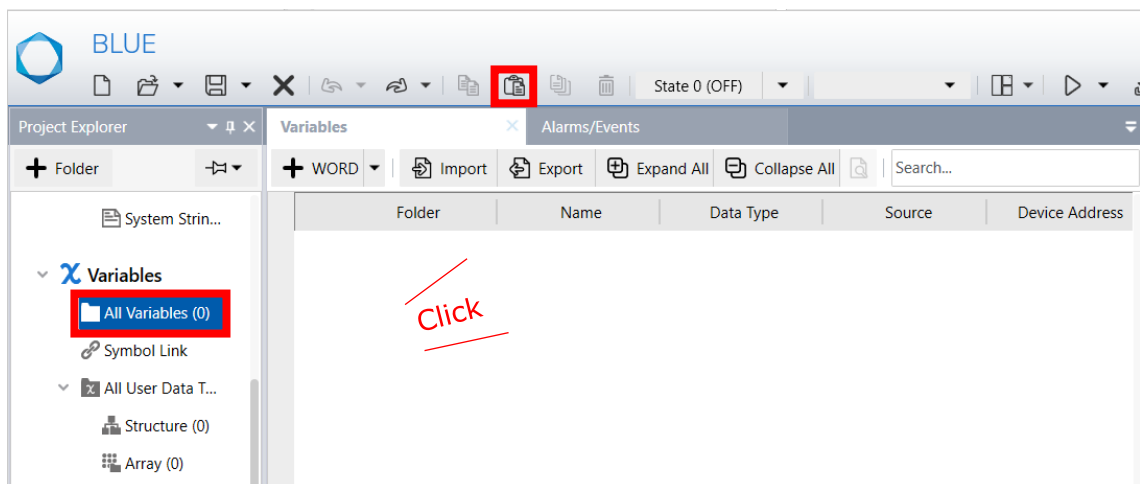 BLUE
State 0 (OFF)
Project Explorer
Variables
Alarms/Events
Folder
WORD
Import
Export
Expand All
Collapse All
Search...
System Strin...
Folder
Name
Data Type
Source
Device Address
Variables
All Variables (0)
Click
Symbol Link
All User Data T...
Structure (0)
Array (0)